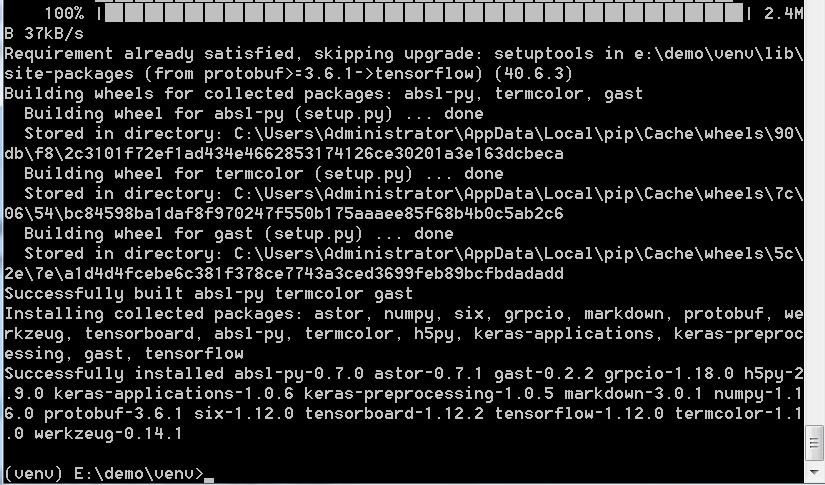 100% |████████████████████████████████| 2.4M
B 37kB/s
Requirement already satisfied, skipping upgrade: setuptools in e:\demo\venv\lib\
site-packages (from protobuf>=3.6.1->tensorflow) (40.6.3)
Building wheels for collected packages: absl-py, termcolor, gast
  Building wheel for absl-py (setup.py) ... done
  Stored in directory: C:\Users\Administrator\AppData\Local\pip\Cache\wheels\90\
db\f8\2c3101f72ef1ad434e4662853174126ce30201a3e163dcbeca
  Building wheel for termcolor (setup.py) ... done
  Stored in directory: C:\Users\Administrator\AppData\Local\pip\Cache\wheels\7c\
06\54\bc84598ba1daf8f970247f550b175aaaee85f68b4b0c5ab2c6
  Building wheel for gast (setup.py) ... done
  Stored in directory: C:\Users\Administrator\AppData\Local\pip\Cache\wheels\5c\
2e\7e\a1d4d4fcebe6c381f378ce7743a3ced3699feb89bcfbdadadd
Successfully built absl-py termcolor gast
Installing collected packages: astor, numpy, six, grpcio, markdown, protobuf, we
rkzeug, tensorboard, absl-py, termcolor, h5py, keras-applications, keras-preproc
essing, gast, tensorflow
Successfully installed absl-py-0.7.0 astor-0.7.1 gast-0.2.2 grpcio-1.18.0 h5py-2
.9.0 keras-applications-1.0.6 keras-preprocessing-1.0.5 markdown-3.0.1 numpy-1.1
6.0 protobuf-3.6.1 six-1.12.0 tensorboard-1.12.2 tensorflow-1.12.0 termcolor-1.1
.0 werkzeug-0.14.1
(venv) E:\demo\venv>_